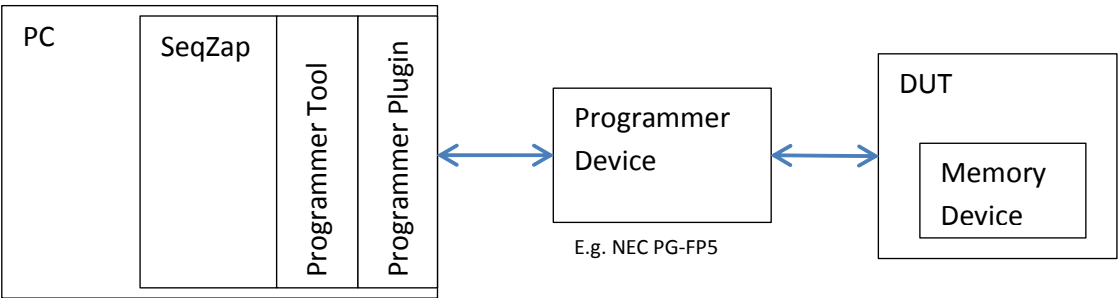 PC
SeqZap
Programmer Tool
Programmer Plugin
Programmer
Device
E.g. NEC PG-FP5
DUT
Memory
Device